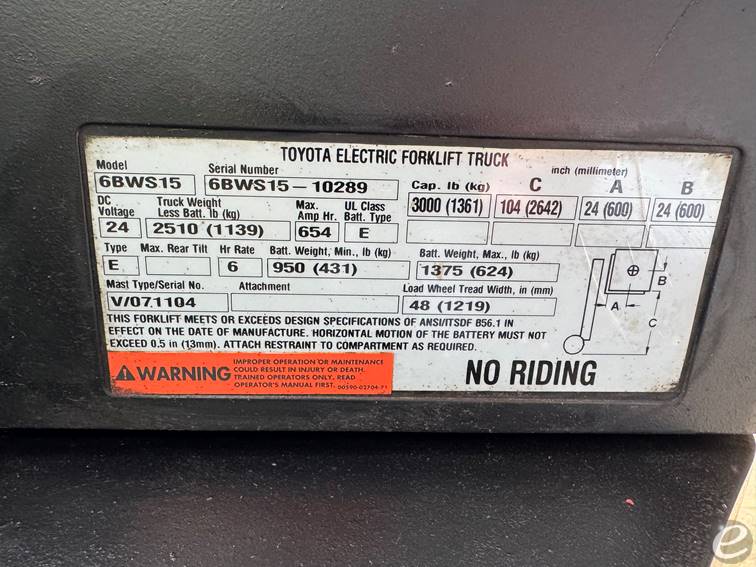 TOYOTA ELECTRIC FORKLIFT TRUCK
Model Serial Number inch (millimeter)
6BWS15 6BWS15-10289 Cap. lb (kg) C A B
DC Voltage Truck Weight Less Batt. lb (kg) Max. Amp Hr. UL Class Batt. Type 3000 (1361) 104 (2642) 24 (600) 24 (600)
24 2510 (1139) 654 E
Type Max. Rear Tilt Hr Rate Batt. Weight, Min., lb (kg) Batt. Weight, Max., lb (kg)
E 6 950 (431) 1375 (624)
Mast Type/Serial No. Attachment Load Wheel Tread Width, in (mm)
V/07.1104 48 (1219)
A B C
THIS FORKLIFT MEETS OR EXCEEDS DESIGN SPECIFICATIONS OF ANSI/ITSDF B56.1 IN
EFFECT ON THE DATE OF MANUFACTURE. HORIZONTAL MOTION OF THE BATTERY MUST NOT
EXCEED 0.5 in (13mm). ATTACH RESTRAINT TO COMPARTMENT AS REQUIRED.
WARNING
IMPROPER OPERATION OR MAINTENANCE
COULD RESULT IN INJURY OR DEATH.
TRAINED OPERATORS ONLY. READ
OPERATOR'S MANUAL FIRST. 00590-02704-71
NO RIDING
e